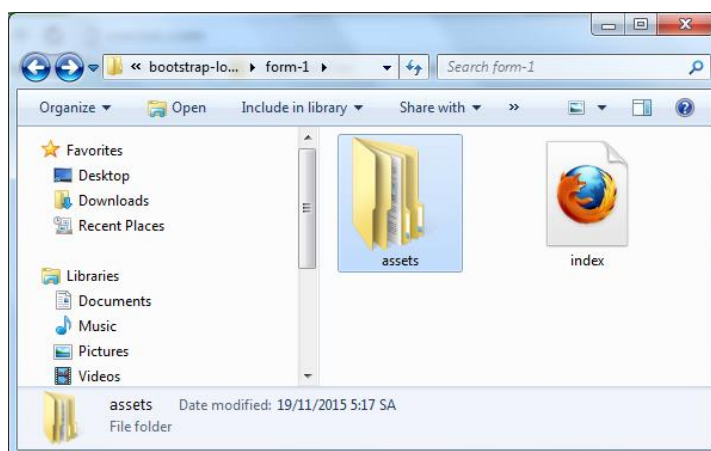 « bootstrap-lo... ▸ form-1 ▸ Search form-1
Organize ▾ Open Include in library ▾ Share with ▾ »
Favorites
Desktop
Downloads
Recent Places
Libraries
Documents
Music
Pictures
Videos
assets
index
assets Date modified: 19/11/2015 5:17 SA
File folder